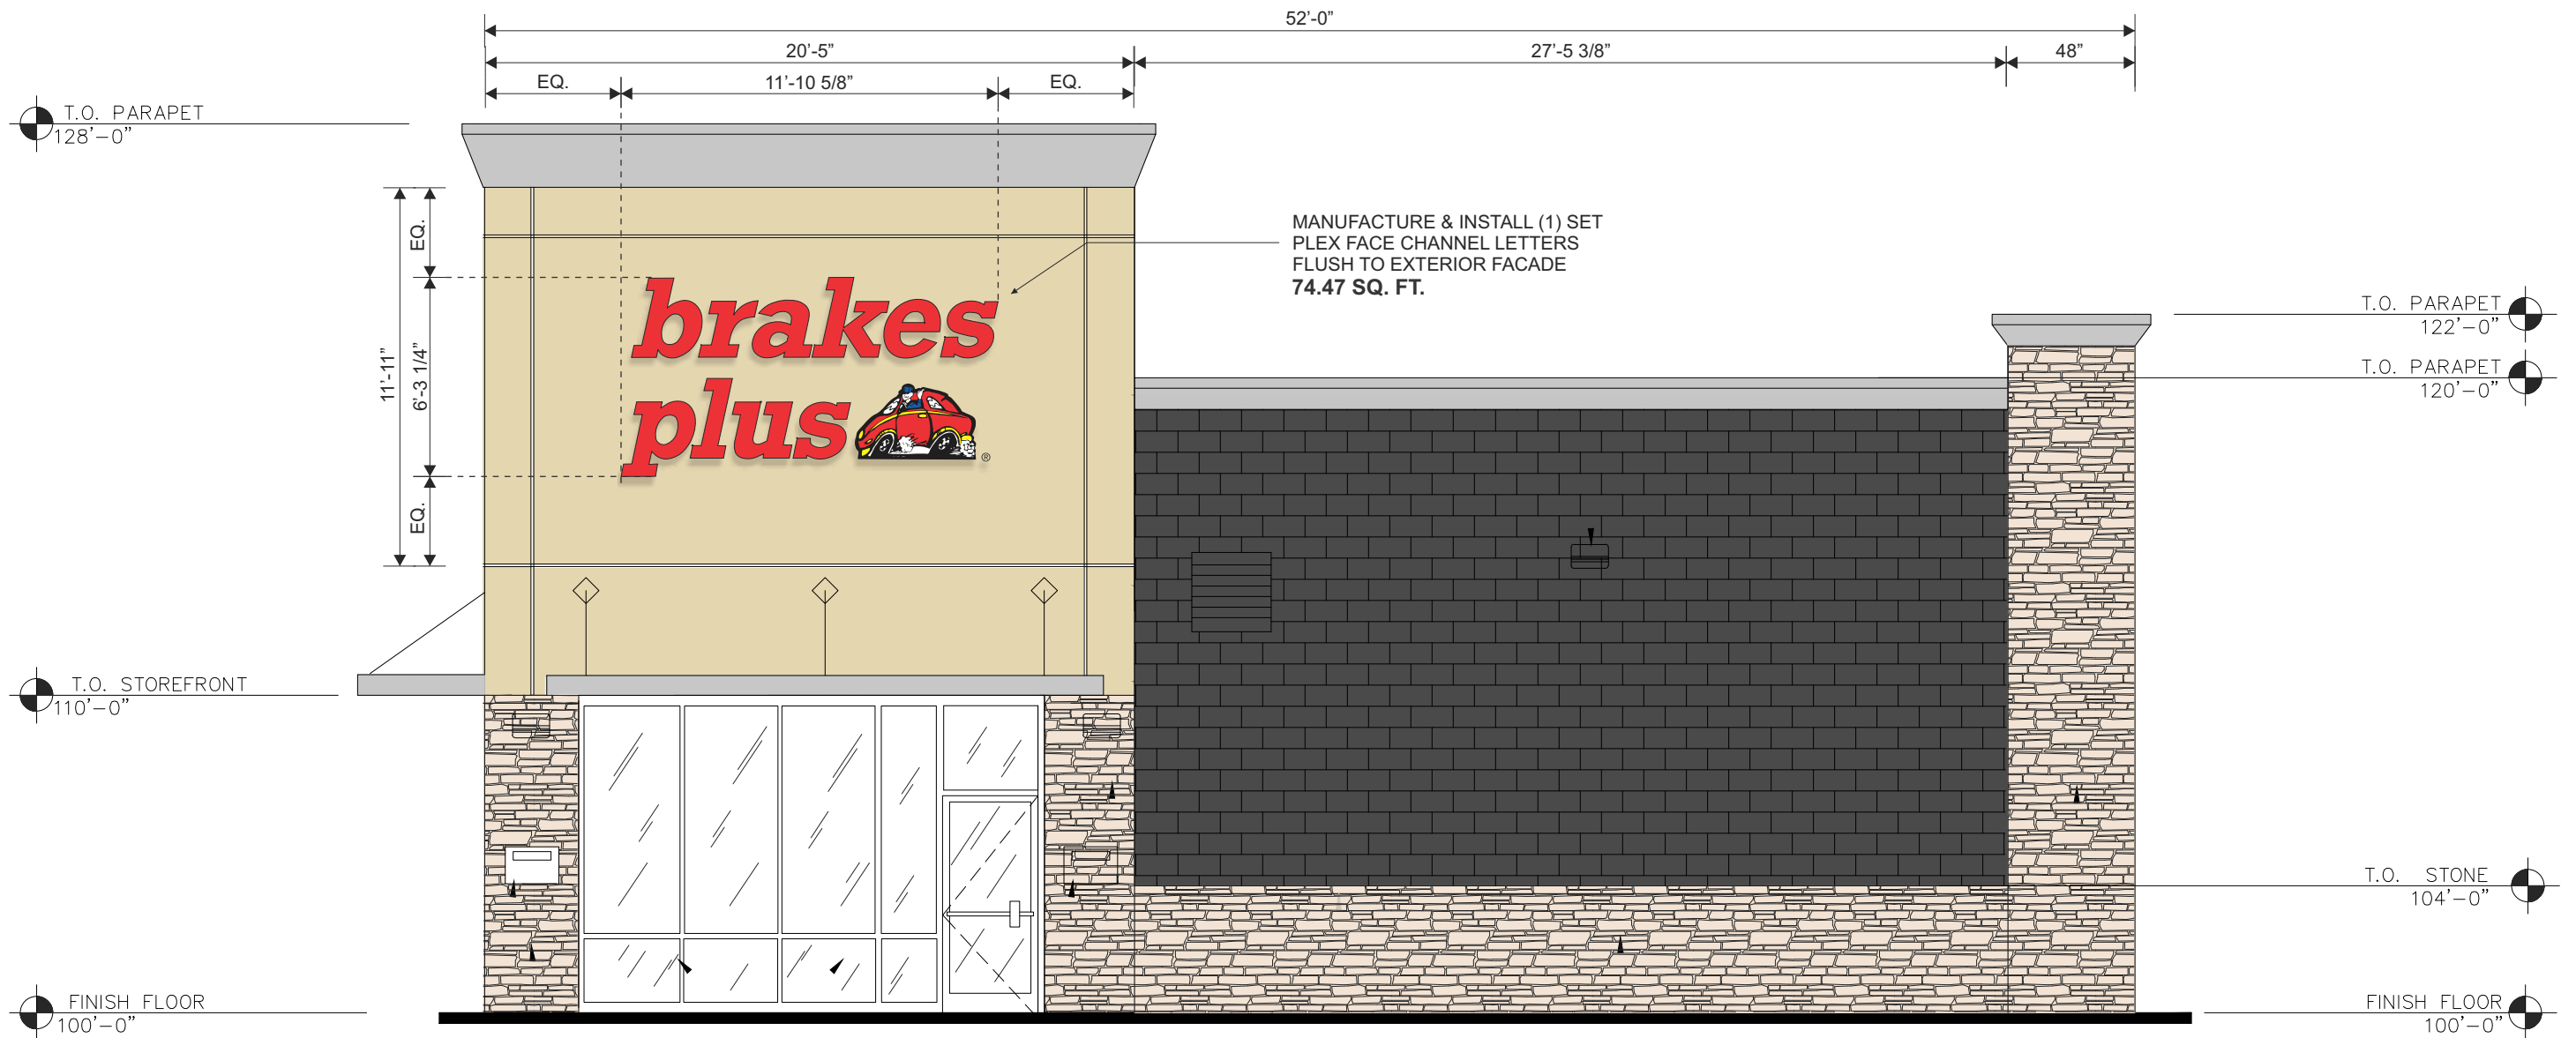 52’-0”
20’-5”
27’-5 3/8”
48”
EQ.
11’-10 5/8”
EQ.
T.O. PARAPET
128’-0”
EQ.
6’-3 1/4”
11’-11”
EQ.
MANUFACTURE & INSTALL (1) SET
PLEX FACE CHANNEL LETTERS
FLUSH TO EXTERIOR FACADE
74.47 SQ. FT.
brakes
plus
®
T.O. PARAPET
122’-0”
T.O. PARAPET
120’-0”
T.O. STOREFRONT
110’-0”
T.O. STONE
104’-0”
FINISH FLOOR
100’-0”
FINISH FLOOR
100’-0”